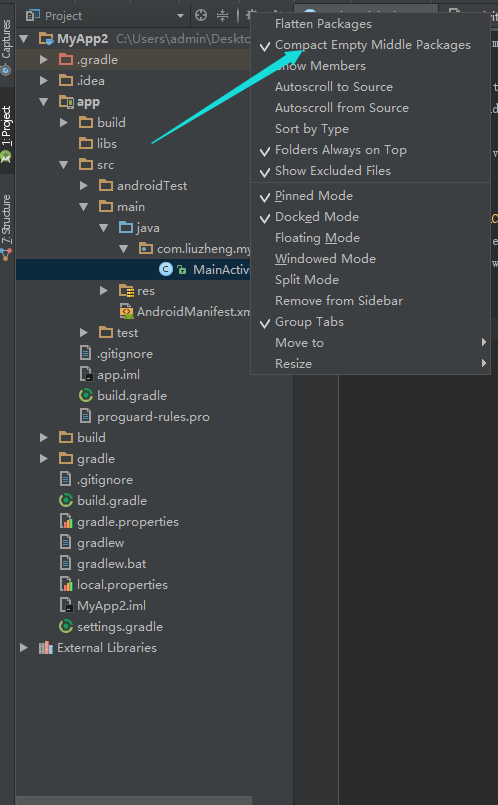 Project
MyApp2 C:\Users\admin\Deskto
.gradle
.idea
app
build
libs
src
androidTest
main
java
com.liuzheng.my
MainActiv
res
AndroidManifest.xm
test
.gitignore
app.iml
build.gradle
proguard-rules.pro
build
gradle
.gitignore
build.gradle
gradle.properties
gradlew
gradlew.bat
local.properties
MyApp2.iml
settings.gradle
External Libraries
Captures
1: Project
7: Structure
Flatten Packages
Compact Empty Middle Packages
Show Members
Autoscroll to Source
Autoscroll from Source
Sort by Type
Folders Always on Top
Show Excluded Files
Pinned Mode
Docked Mode
Floating Mode
Windowed Mode
Split Mode
Remove from Sidebar
Group Tabs
Move to
Resize